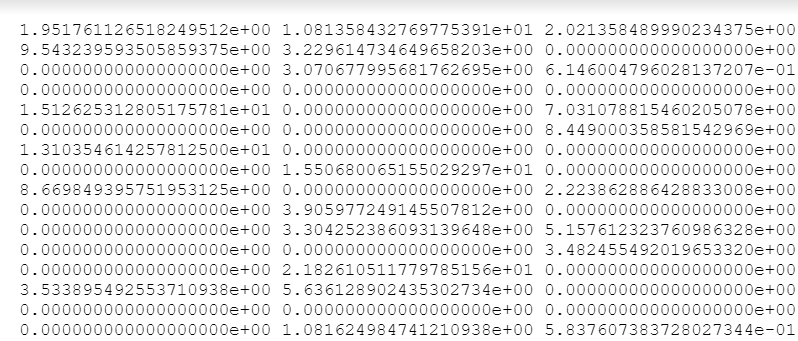 1.951761126518249512e+00 1.081358432769775391e+01 2.021358489990234375e+00
9.543239593505859375e+00 3.229614734649658203e+00 0.000000000000000000e+00
0.000000000000000000e+00 3.070677995681762695e+00 6.146004796028137207e-01
0.000000000000000000e+00 0.000000000000000000e+00 0.000000000000000000e+00
1.512625312805175781e+01 0.000000000000000000e+00 7.031078815460205078e+00
0.000000000000000000e+00 0.000000000000000000e+00 8.449000358581542969e+00
1.310354614257812500e+01 0.000000000000000000e+00 0.000000000000000000e+00
0.000000000000000000e+00 1.550680065155029297e+01 0.000000000000000000e+00
8.669849395751953125e+00 0.000000000000000000e+00 2.223862886428833008e+00
0.000000000000000000e+00 3.905977249145507812e+00 0.000000000000000000e+00
0.000000000000000000e+00 3.304252386093139648e+00 5.157612323760986328e+00
0.000000000000000000e+00 0.000000000000000000e+00 3.482455492019653320e+00
0.000000000000000000e+00 2.182610511779785156e+01 0.000000000000000000e+00
3.533895492553710938e+00 5.636128902435302734e+00 0.000000000000000000e+00
0.000000000000000000e+00 0.000000000000000000e+00 0.000000000000000000e+00
0.000000000000000000e+00 1.081624984741210938e+00 5.837607383728027344e-01